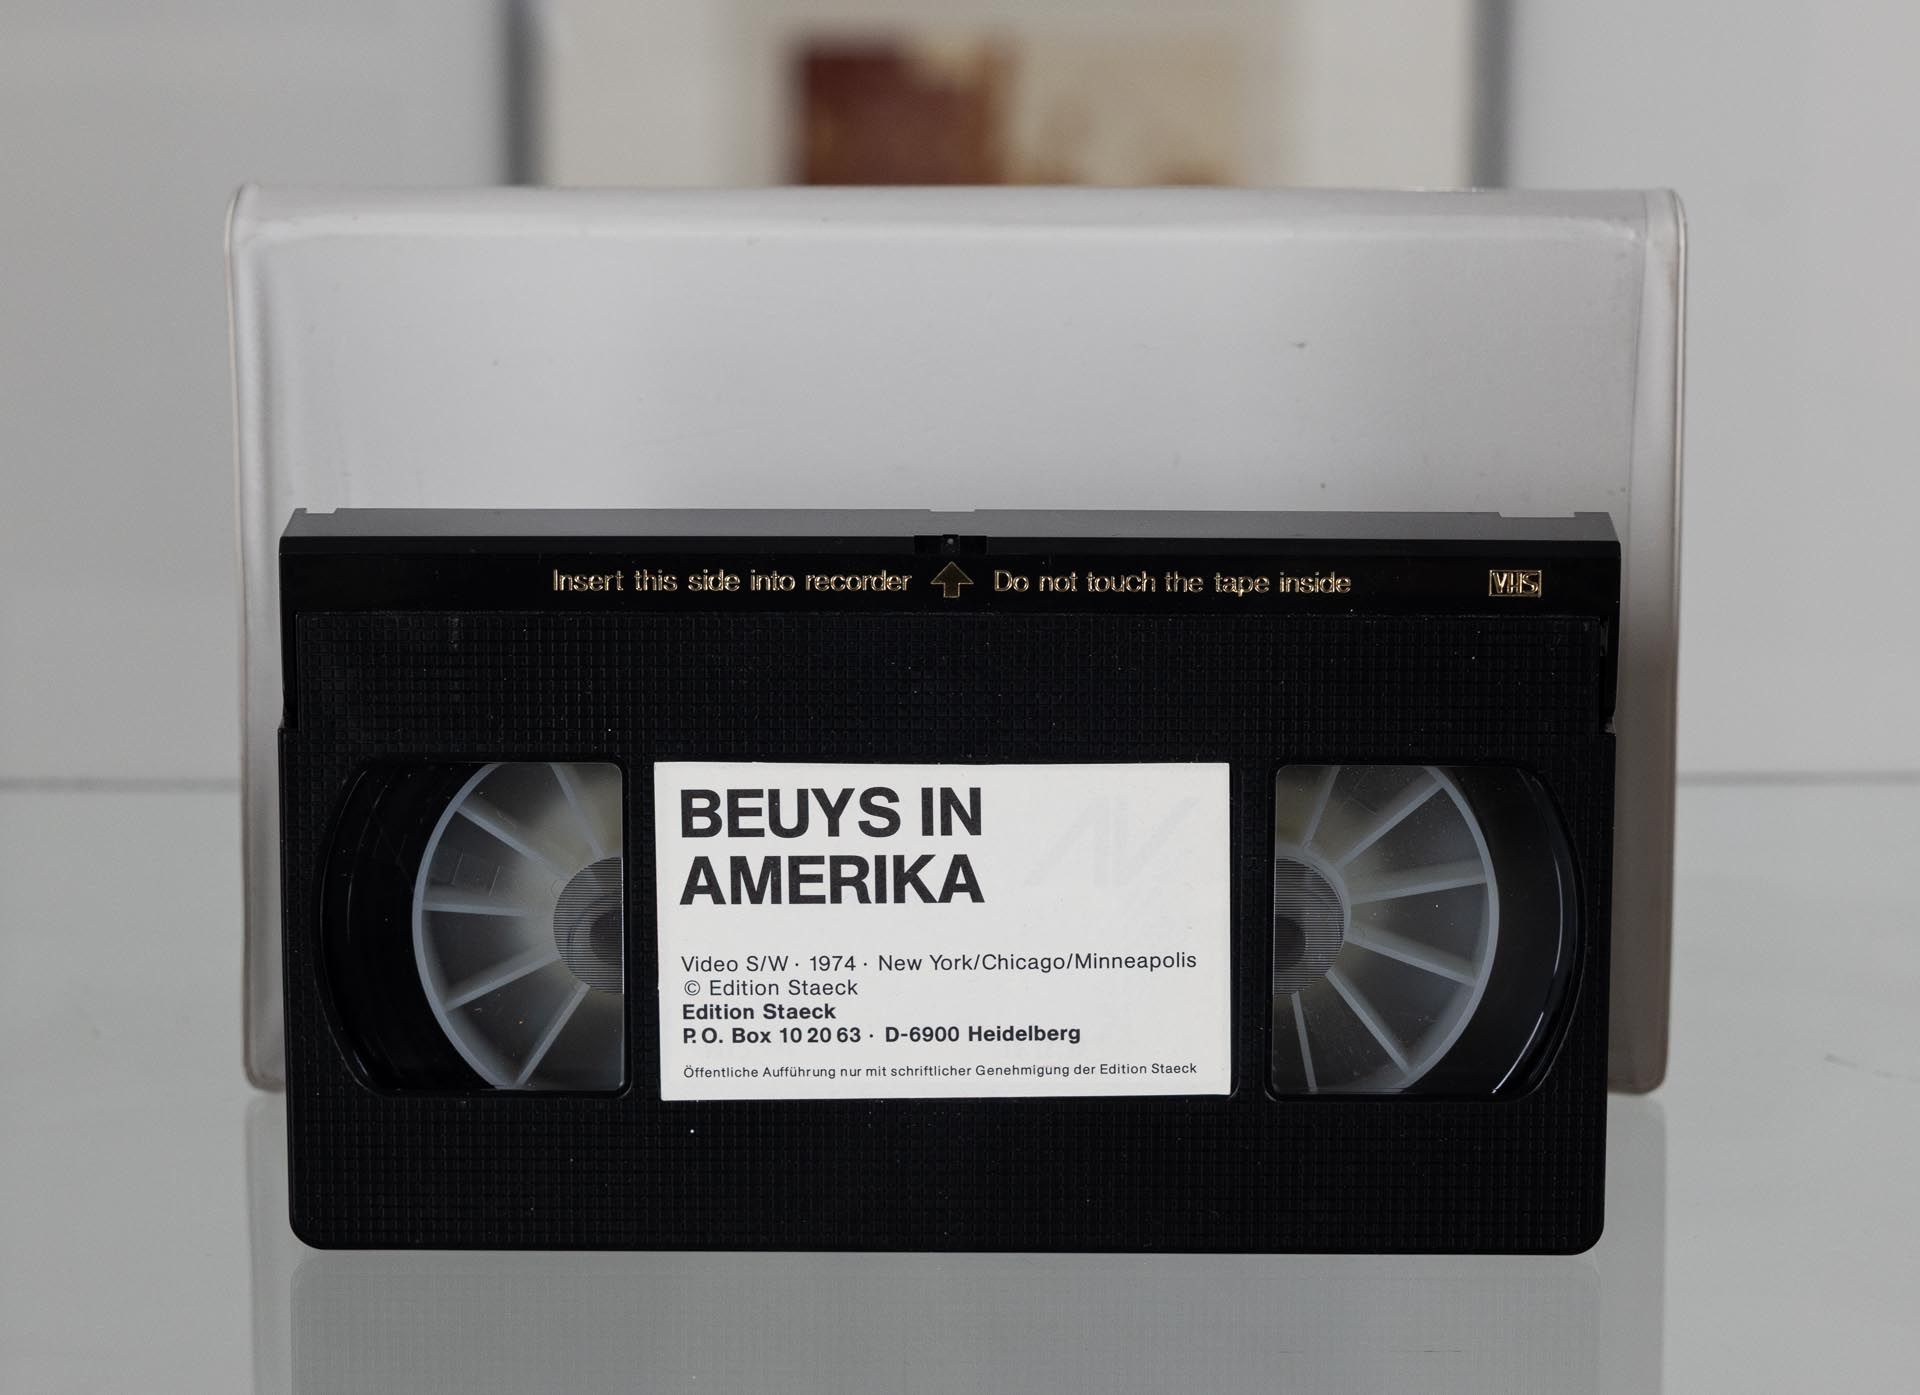 Insert this side into recorder Do not touch the tape inside VHS
BEUYS IN
AMERIKA
Video S/W · 1974 · New York/Chicago/Minneapolis
© Edition Staeck
Edition Staeck
P.O. Box 10 20 63 · D-6900 Heidelberg
Öffentliche Aufführung nur mit schriftlicher Genehmigung der Edition Staeck